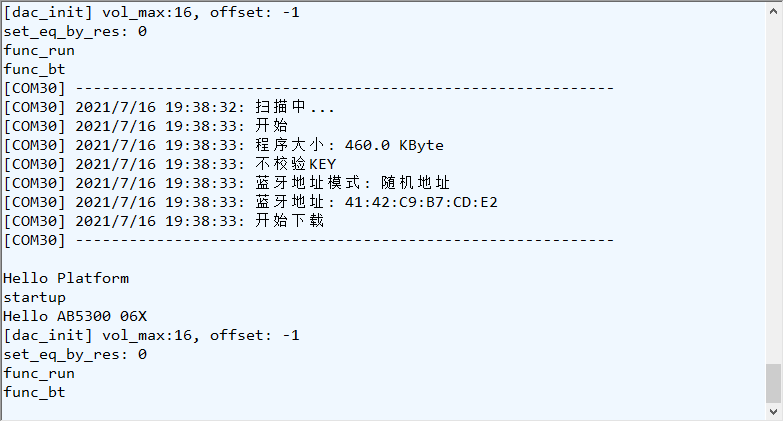 [dac_init] vol_max:16, offset: -1
set_eq_by_res: 0
func_run
func_bt
[COM30] ------------------------------------------------------------
[COM30] 2021/7/16 19:38:32: 扫描中...
[COM30] 2021/7/16 19:38:33: 开始
[COM30] 2021/7/16 19:38:33: 程序大小: 460.0 KByte
[COM30] 2021/7/16 19:38:33: 不校验KEY
[COM30] 2021/7/16 19:38:33: 蓝牙地址模式: 随机地址
[COM30] 2021/7/16 19:38:33: 蓝牙地址: 41:42:C9:B7:CD:E2
[COM30] 2021/7/16 19:38:33: 开始下载
[COM30] ------------------------------------------------------------
Hello Platform
startup
Hello AB5300 06X
[dac_init] vol_max:16, offset: -1
set_eq_by_res: 0
func_run
func_bt